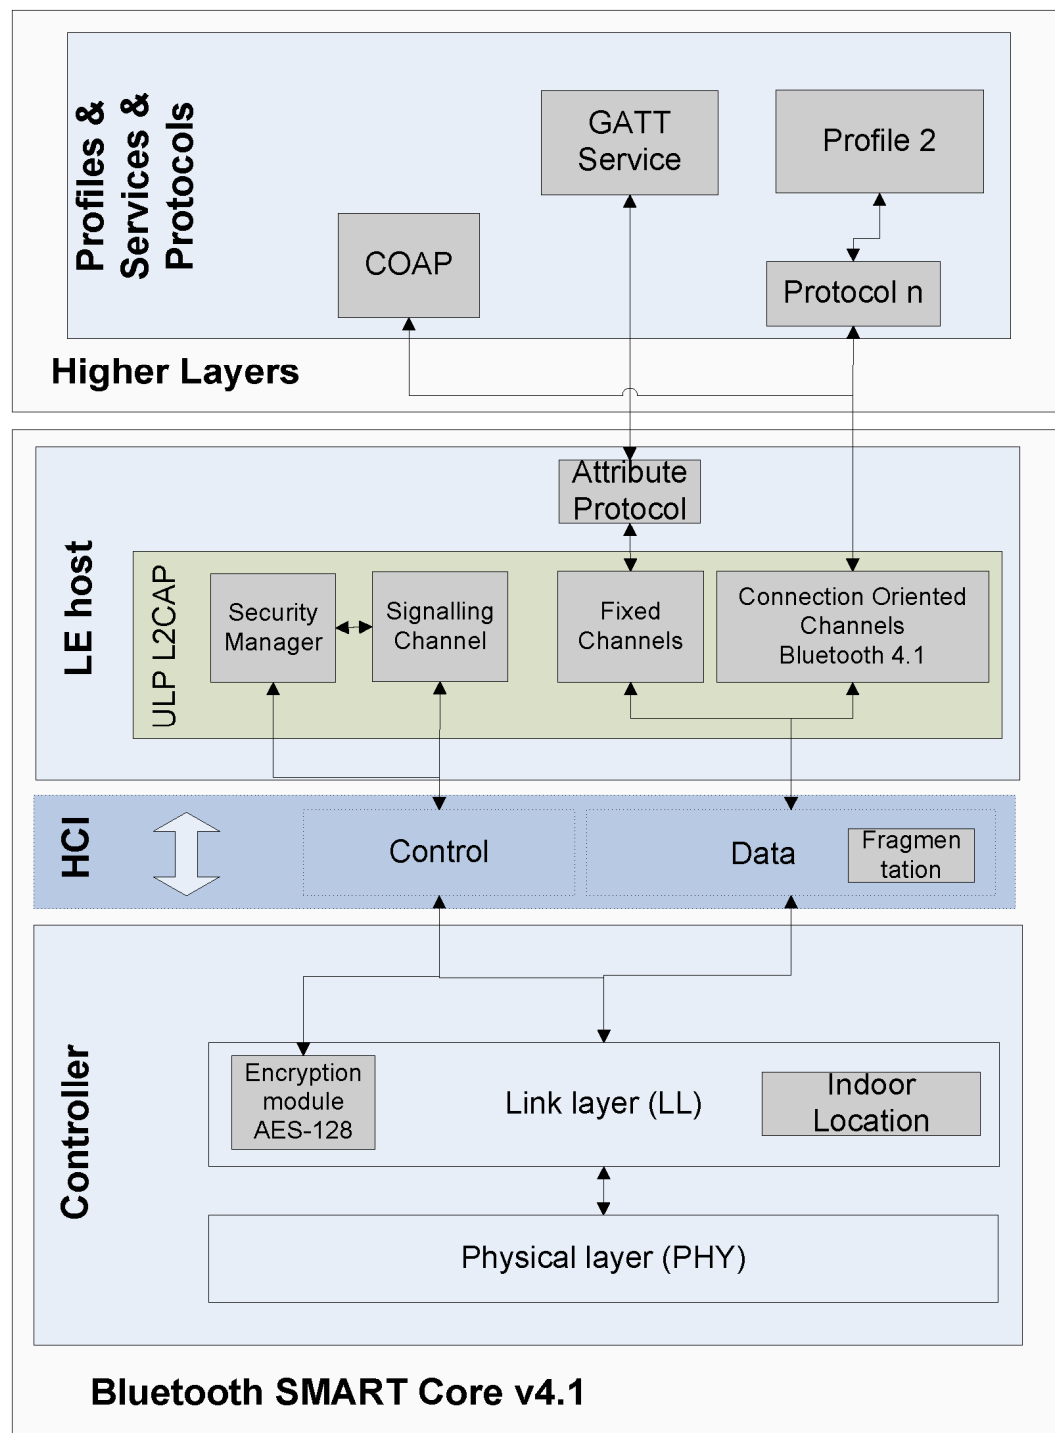 Profiles &
Services &
Protocols
GATT
Service
Profile 2
COAP
Protocol n
Higher Layers
LE host
Attribute
Protocol
ULP L2CAP
Security
Manager
Signalling
Channel
Fixed
Channels
Connection Oriented
Channels
Bluetooth 4.1
HCI
Control
Data
Fragmen
tation
Controller
Encryption
module
AES-128
Link layer (LL)
Indoor
Location
Physical layer (PHY)
Bluetooth SMART Core v4.1